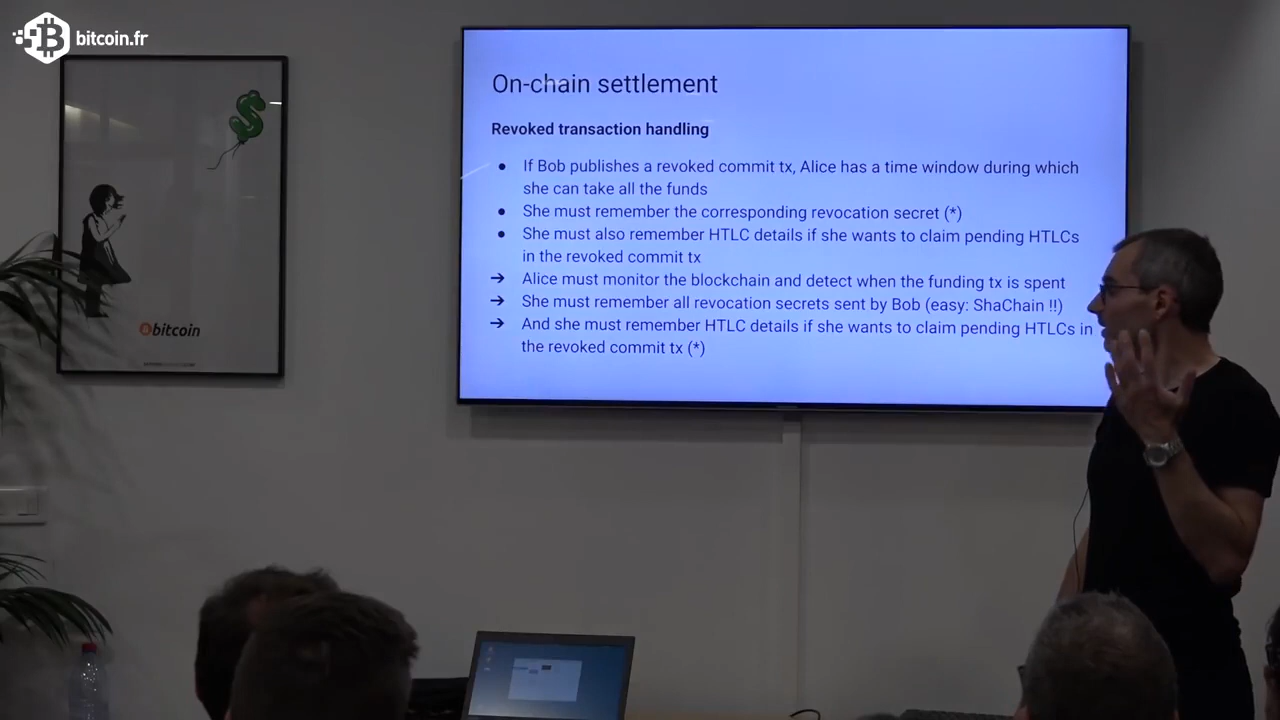 bitcoin.fr
On-chain settlement
Revoked transaction handling
● If Bob publishes a revoked commit tx, Alice has a time window during which
she can take all the funds
● She must remember the corresponding revocation secret (*)
● She must also remember HTLC details if she wants to claim pending HTLCs
in the revoked commit tx
➔ Alice must monitor the blockchain and detect when the funding tx is spent
➔ She must remember all revocation secrets sent by Bob (easy: ShaChain !!)
➔ And she must remember HTLC details if she wants to claim pending HTLCs in
the revoked commit tx (*)
bitcoin